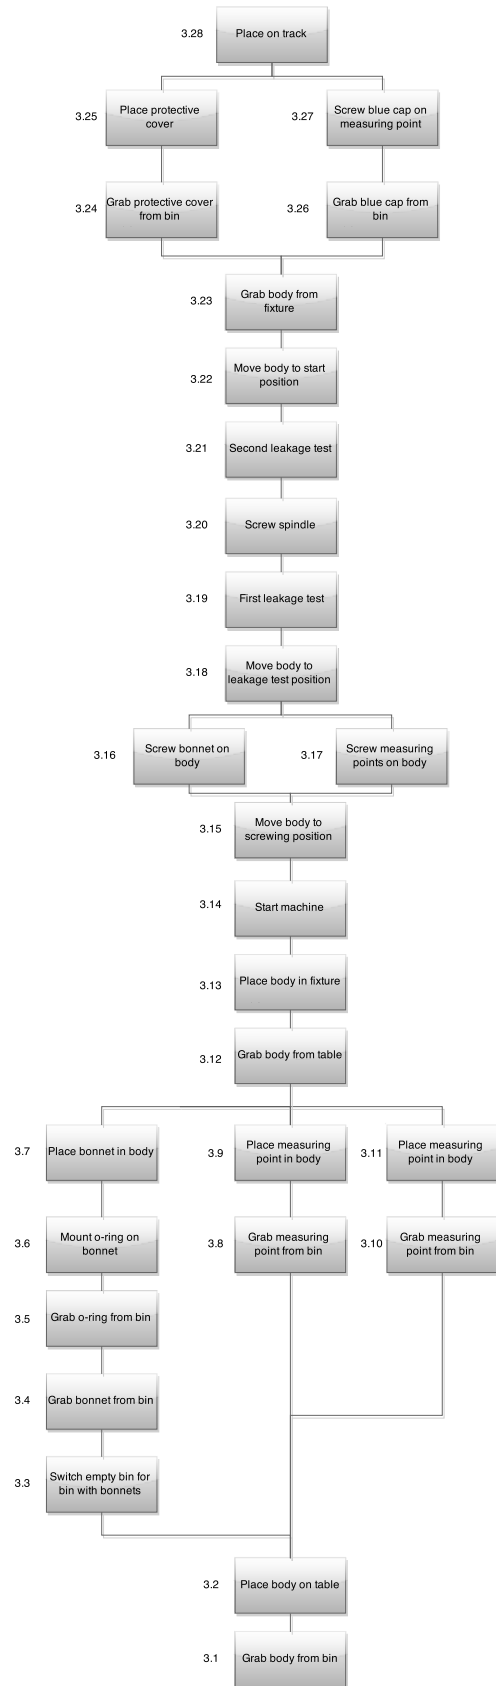 3.28
Place on track
3.25
Place protective
cover
3.27
Screw blue cap on
measuring point
3.24
Grab protective cover
from bin
3.26
Grab blue cap from
bin
3.23
Grab body from
fixture
3.22
Move body to start
position
3.21
Second leakage test
3.20
Screw spindle
3.19
First leakage test
3.18
Move body to
leakage test position
3.16
Screw bonnet on
body
3.17
Screw measuring
points on body
3.15
Move body to
screwing position
3.14
Start machine
3.13
Place body in fixture
3.12
Grab body from table
3.7
Place bonnet in body
3.9
Place measuring
point in body
3.11
Place measuring
point in body
3.6
Mount o-ring on
bonnet
3.8
Grab measuring
point from bin
3.10
Grab measuring
point from bin
3.5
Grab o-ring from bin
3.4
Grab bonnet from bin
3.3
Switch empty bin for
bin with bonnets
3.2
Place body on table
3.1
Grab body from bin